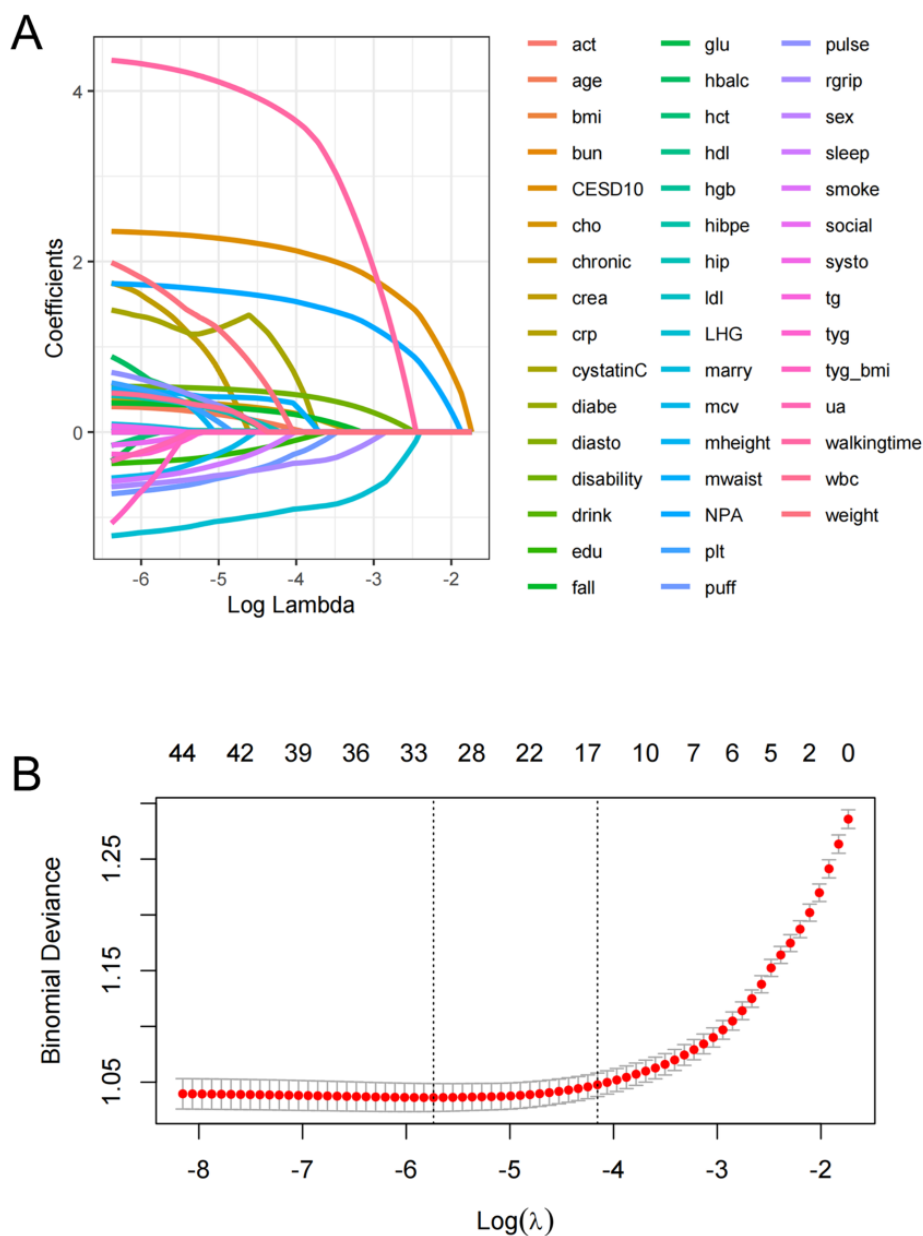 A
4
2
0
Coefficients
-6 -5 -4 -3 -2
Log Lambda
act glu pulse
age hbalc rgrip
bmi hct sex
bun hdl sleep
CESD10 hgb smoke
cho hibpe social
chronic hip systo
crea ldl tg
crp LHG tyg
cystatinC marry tyg_bmi
diabe mcv ua
diasto mheight walkingtime
disability mwaist wbc
drink NPA weight
edu plt
fall puff
B
44 42 39 36 33 28 22 17 10 7 6 5 2 0
1.25
1.15
1.05
Binomial Deviance
-8 -7 -6 -5 -4 -3 -2
Log(λ)